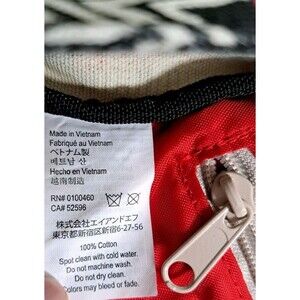 Made in Vietnam
Fabriqué au Vietnam
ベトナム製
베트남 산
Hecho en Vietnam
越南制造
RN# 0100460
CA# 52596
株式会社エイアンドエフ
東京都新宿区新宿6-27-56
100% Cotton
Spot clean with cold water.
Do not machine wash.
Do not dry clean.
Colors may bleed or fade.